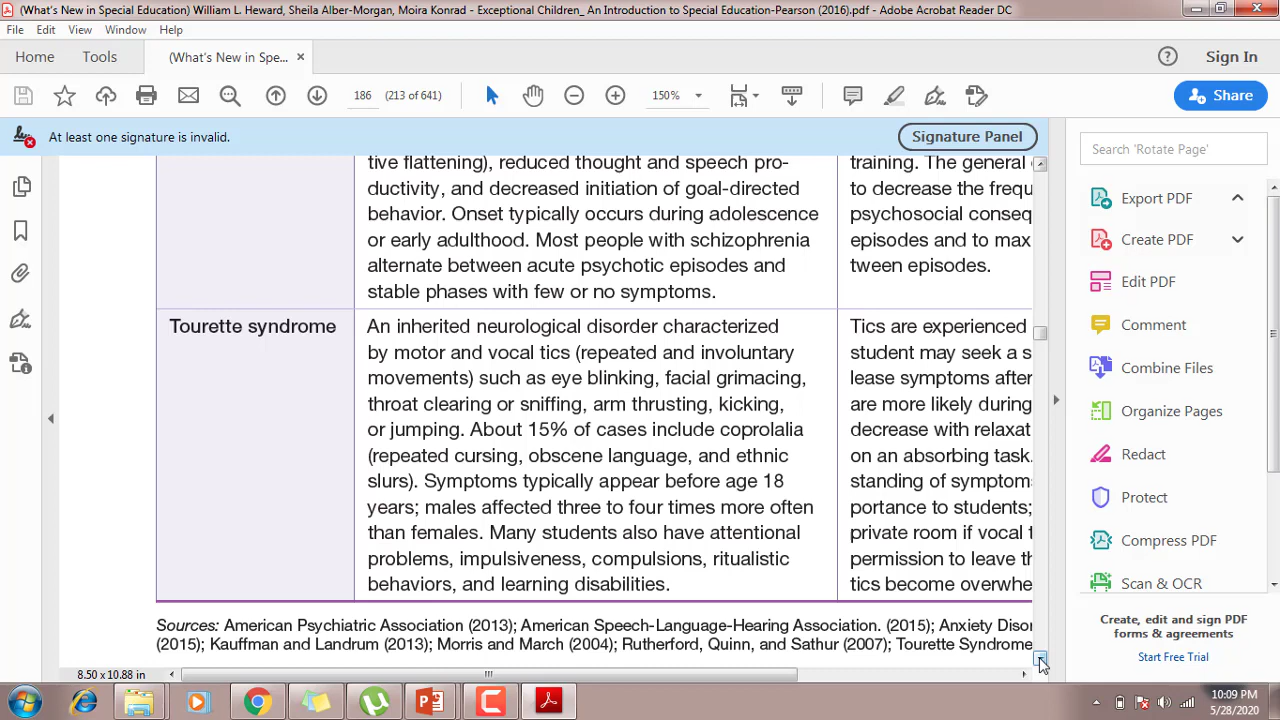 (What's New in Special Education) William L. Heward, Sheila Alber-Morgan, Moira Konrad - Exceptional Children_ An Introduction to Special Education-Pearson (2016).pdf - Adobe Acrobat Reader DC
File Edit View Window Help
Home Tools (What's New in Spe... × Sign In
186 (213 of 641) 150% Share
At least one signature is invalid. Signature Panel
tive flattening), reduced thought and speech pro-
ductivity, and decreased initiation of goal-directed
behavior. Onset typically occurs during adolescence
or early adulthood. Most people with schizophrenia
alternate between acute psychotic episodes and
stable phases with few or no symptoms.
training. The general
to decrease the frequ
psychosocial conseq
episodes and to max
tween episodes.
Tourette syndrome
An inherited neurological disorder characterized
by motor and vocal tics (repeated and involuntary
movements) such as eye blinking, facial grimacing,
throat clearing or sniffing, arm thrusting, kicking,
or jumping. About 15% of cases include coprolalia
(repeated cursing, obscene language, and ethnic
slurs). Symptoms typically appear before age 18
years; males affected three to four times more often
than females. Many students also have attentional
problems, impulsiveness, compulsions, ritualistic
behaviors, and learning disabilities.
Tics are experienced
student may seek a s
lease symptoms after
are more likely during
decrease with relaxat
on an absorbing task.
standing of symptoms
portance to students;
private room if vocal t
permission to leave th
tics become overwhe
Sources: American Psychiatric Association (2013); American Speech-Language-Hearing Association. (2015); Anxiety Disor
(2015); Kauffman and Landrum (2013); Morris and March (2004); Rutherford, Quinn, and Sathur (2007); Tourette Syndrome
8.50 x 10.88 in
Search 'Rotate Page'
Export PDF
Create PDF
Edit PDF
Comment
Combine Files
Organize Pages
Redact
Protect
Compress PDF
Scan & OCR
Create, edit and sign PDF
forms & agreements
Start Free Trial
10:09 PM
5/28/2020